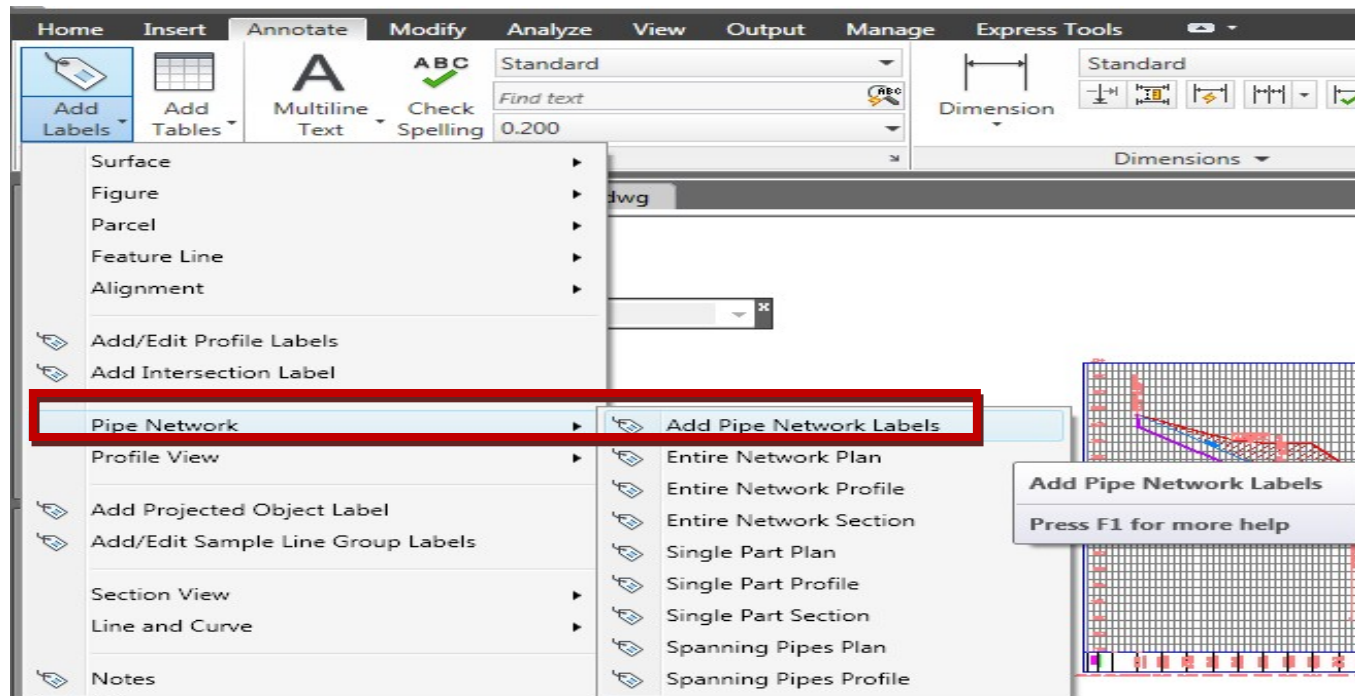 Home Insert Annotate Modify Analyze View Output Manage Express Tools
Add Labels
Add Tables
Multiline Text
Check Spelling
ABC
Standard
Find text
0.200
Dimension
Standard
Dimensions
dwg
Surface
Figure
Parcel
Feature Line
Alignment
Add/Edit Profile Labels
Add Intersection Label
Pipe Network
Profile View
Add Projected Object Label
Add/Edit Sample Line Group Labels
Section View
Line and Curve
Notes
Add Pipe Network Labels
Entire Network Plan
Entire Network Profile
Entire Network Section
Single Part Plan
Single Part Profile
Single Part Section
Spanning Pipes Plan
Spanning Pipes Profile
Add Pipe Network Labels
Press F1 for more help